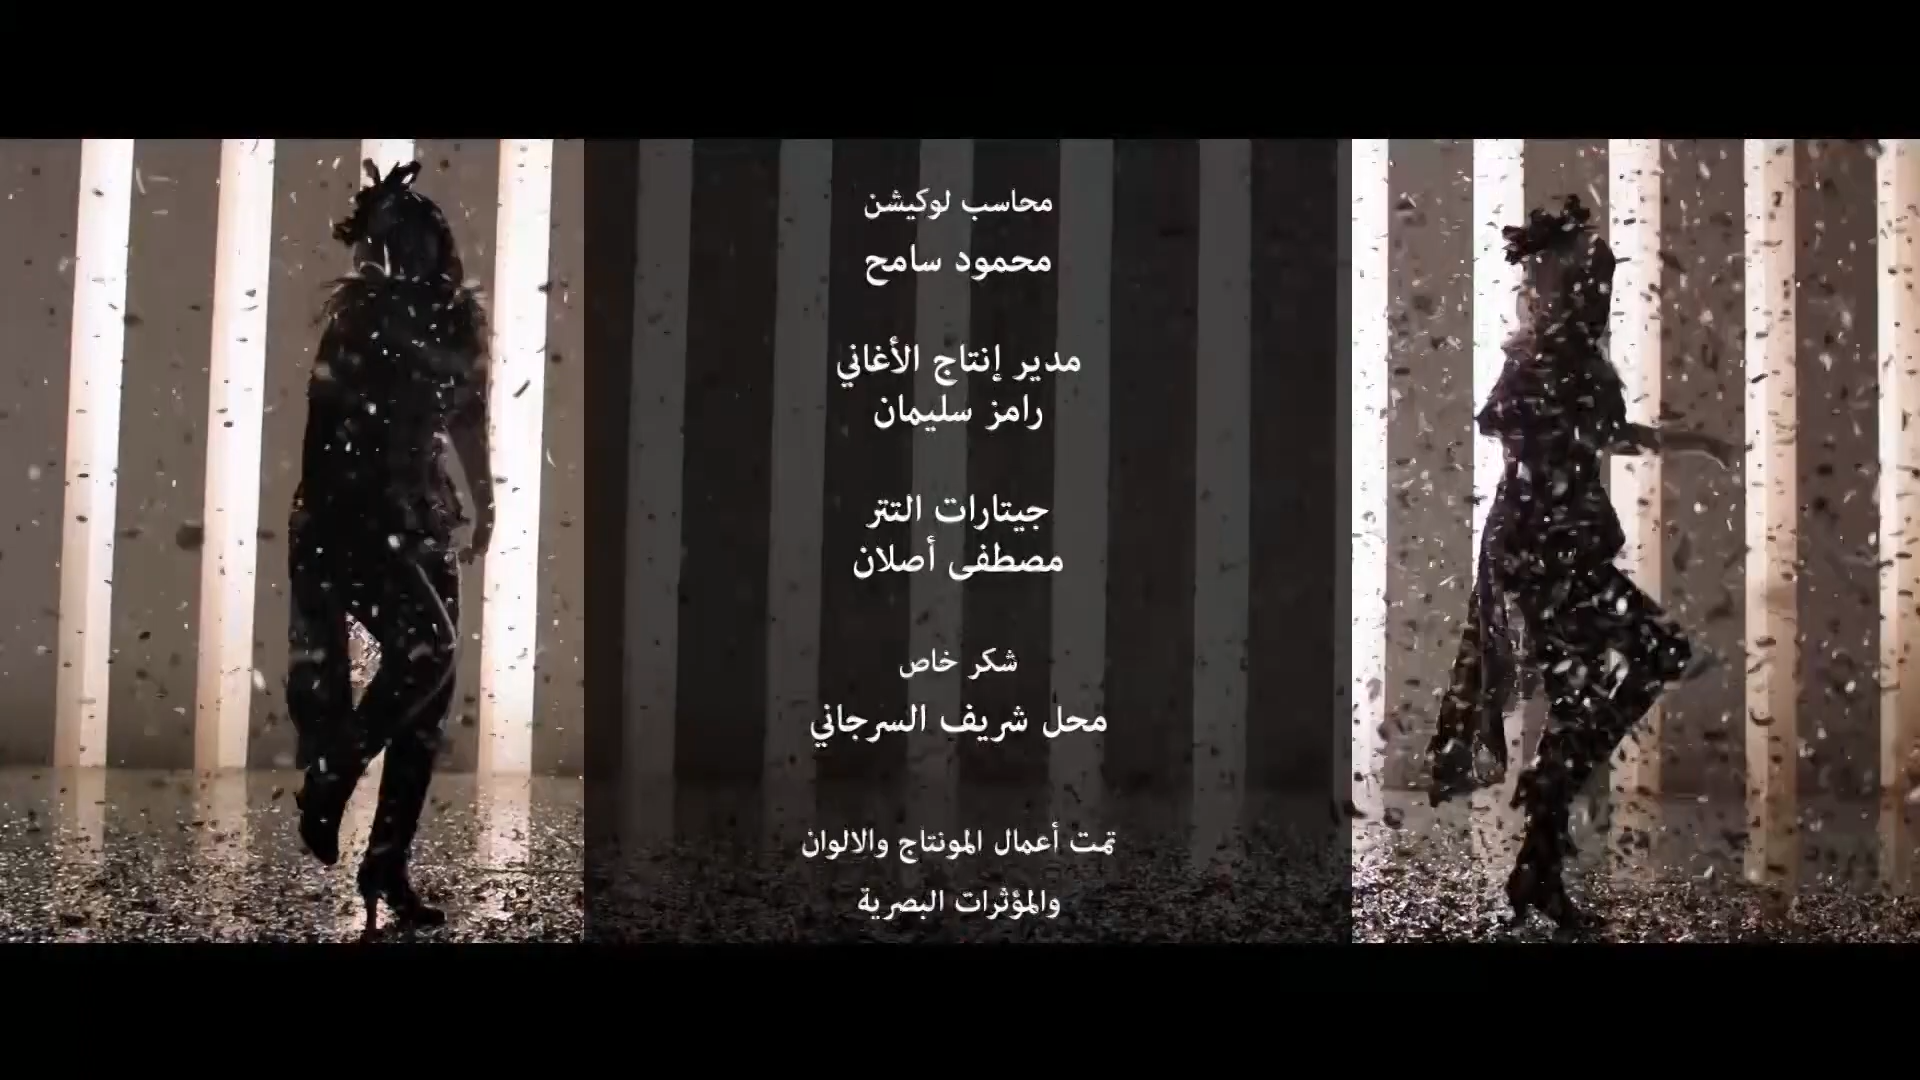 محاسب لوكيشن
محمود سامح
مدير إنتاج الأغاني
رامز سليمان
جيتارات التتر
مصطفى أصلان
شكر خاص
محل شريف السرجاني
تمت أعمال المونتاج والالوان
والمؤثرات البصرية